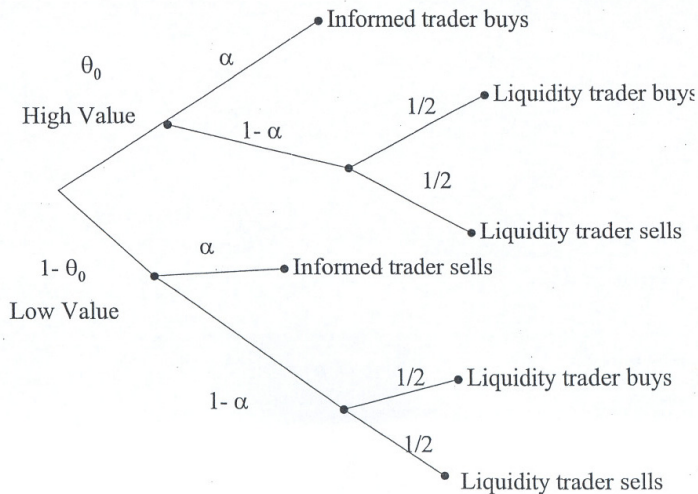 Informed trader buys
α
θ₀
High Value
Liquidity trader buys
1/2
1- α
1/2
Liquidity trader sells
α
Informed trader sells
1- θ₀
Low Value
1/2
Liquidity trader buys
1- α
1/2
Liquidity trader sells